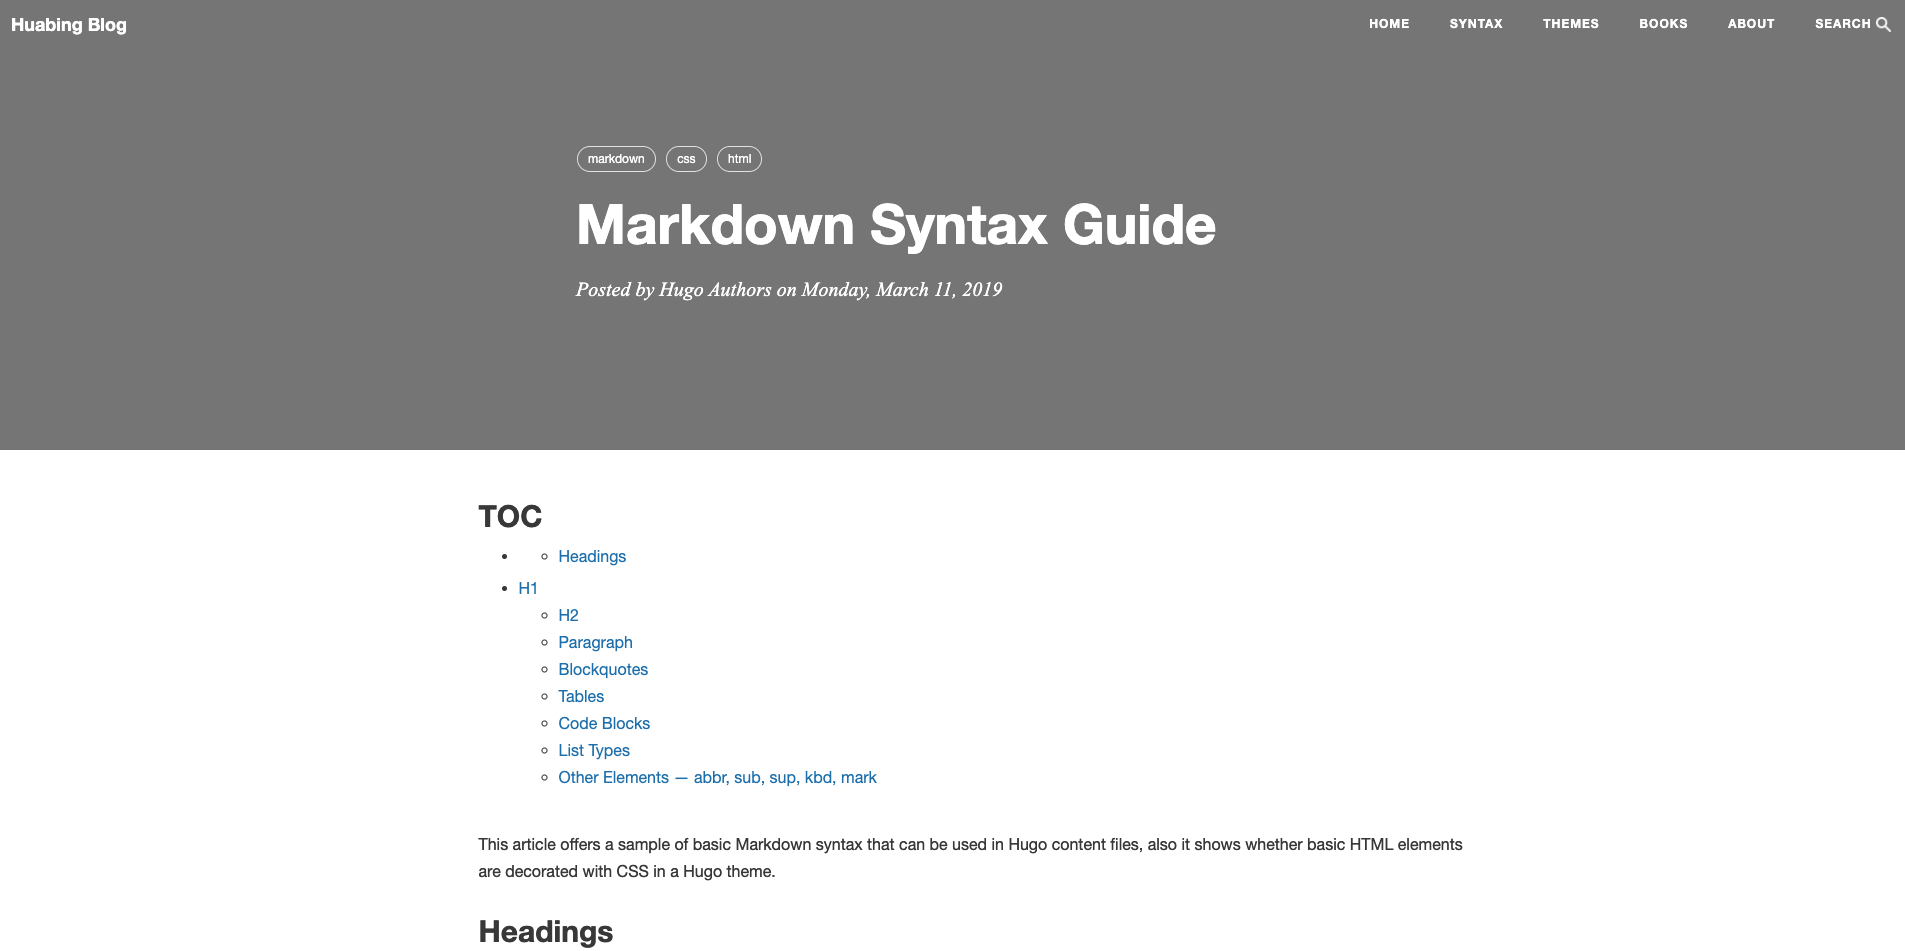 Huabing Blog
HOME SYNTAX THEMES BOOKS ABOUT SEARCH
markdown css html
Markdown Syntax Guide
Posted by Hugo Authors on Monday, March 11, 2019
TOC
Headings
H1
H2
Paragraph
Blockquotes
Tables
Code Blocks
List Types
Other Elements — abbr, sub, sup, kbd, mark
This article offers a sample of basic Markdown syntax that can be used in Hugo content files, also it shows whether basic HTML elements
are decorated with CSS in a Hugo theme.
Headings